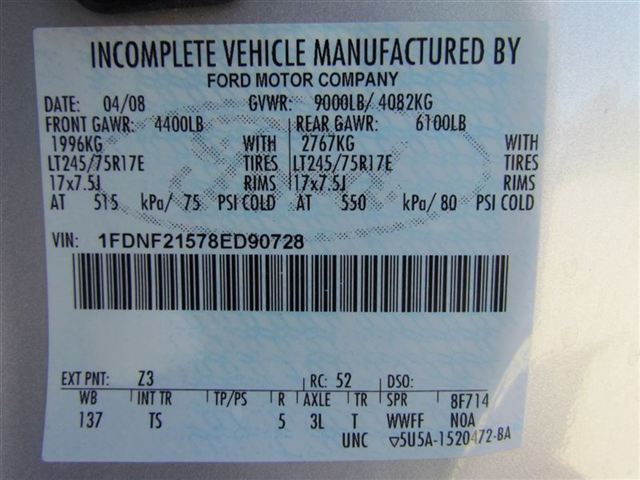 INCOMPLETE VEHICLE MANUFACTURED BY
FORD MOTOR COMPANY
DATE: 04/08 GVWR: 9000LB/ 4082KG
FRONT GAWR: 4400LB REAR GAWR: 6100LB
1996KG WITH 2767KG WITH
LT245/75R17E TIRES LT245/75R17E TIRES
17x7.5J RIMS 17x7.5J RIMS
AT 515 kPa/ 75 PSI COLD AT 550 kPa/ 80 PSI COLD
VIN: 1FDNF21578ED90728
EXT PNT: Z3 RC: 52 DSO:
WB INT TR TP/PS R AXLE TR SPR 8F714
137 TS 5 3L T WWFF NOA
UNC ▽5U5A-1520472-BA